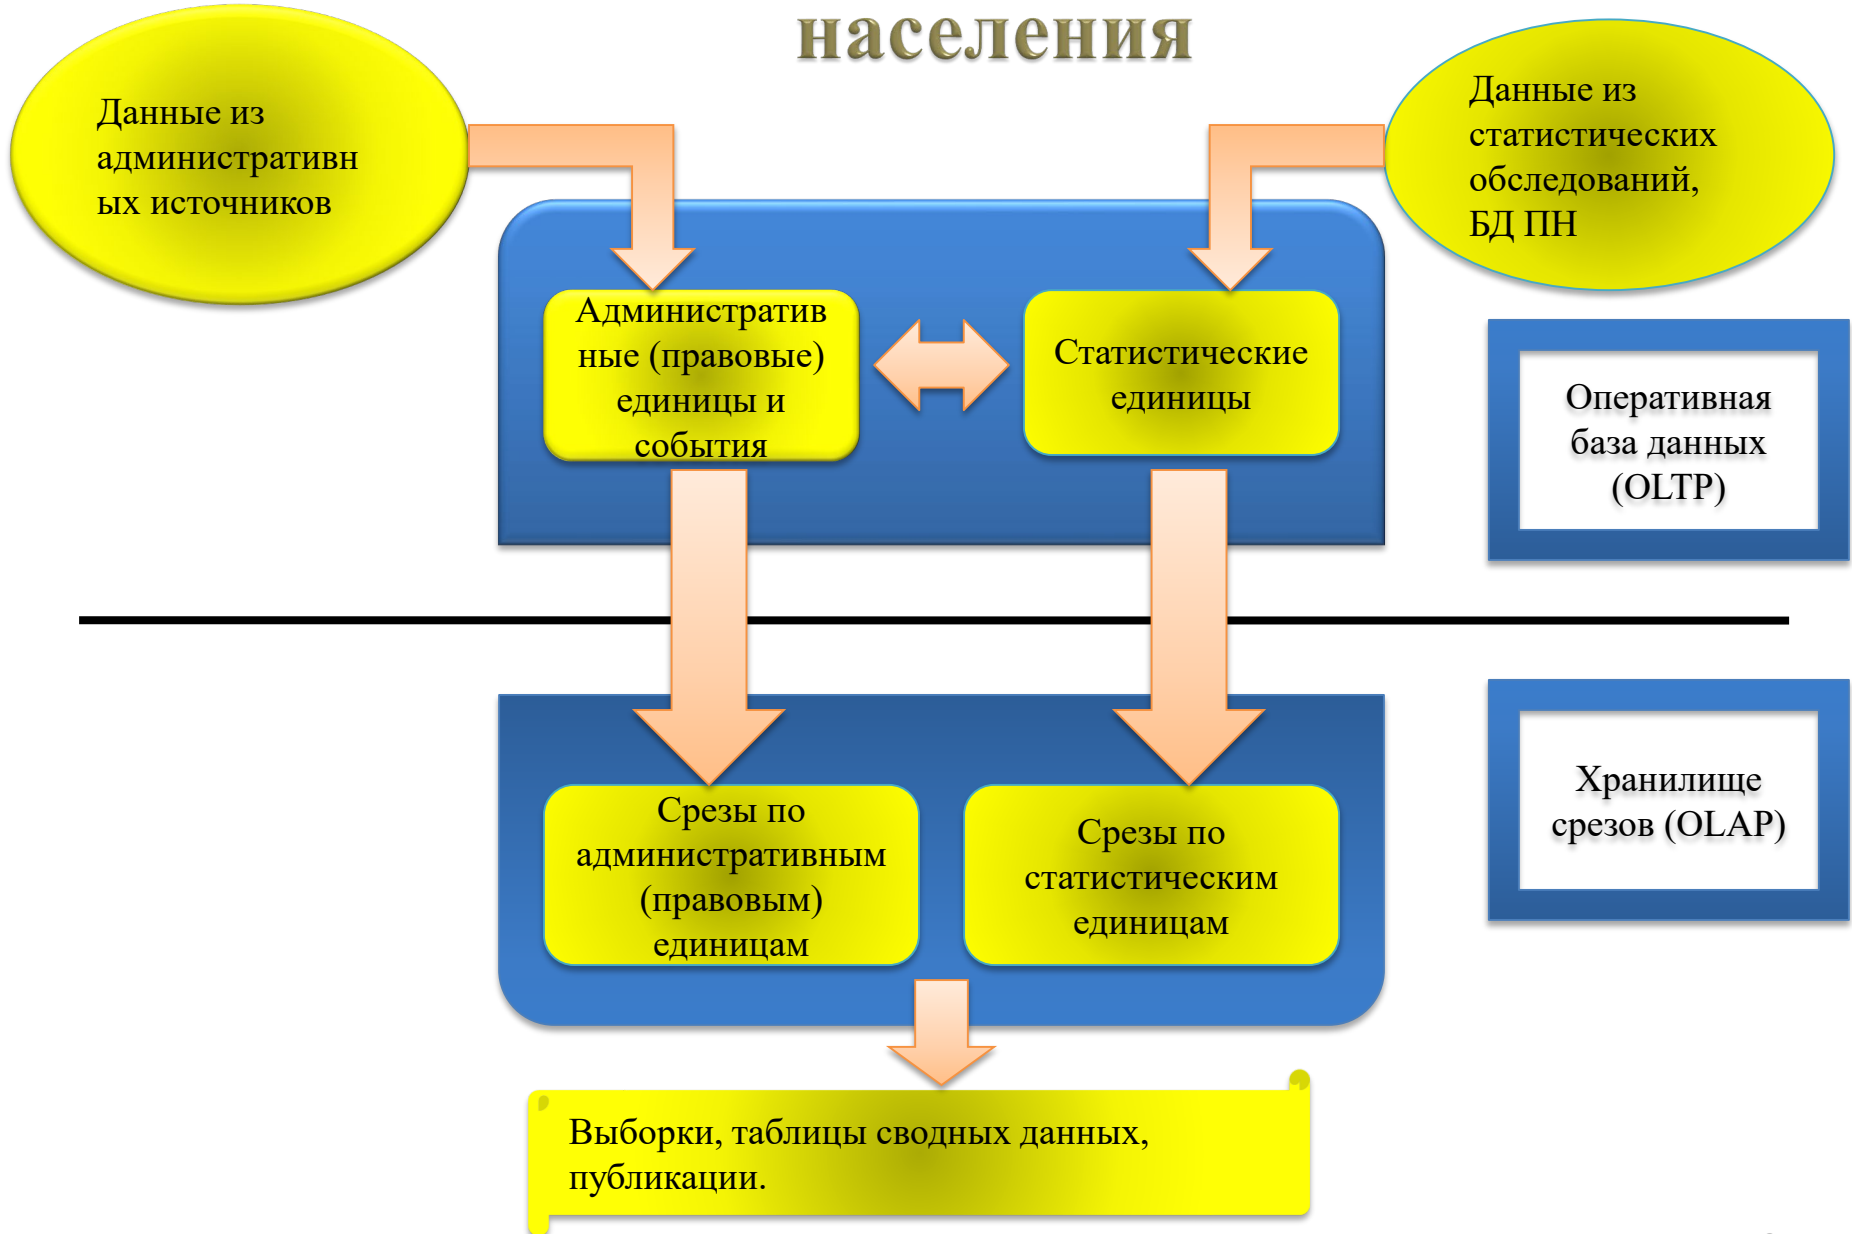 населения
Данные из
административн
ых источников
Данные из
статистических
обследований,
БД ПН
Административ
ные (правовые)
единицы и
события
Статистические
единицы
Оперативная
база данных
(OLTP)
Срезы по
административным
(правовым)
единицам
Срезы по
статистическим
единицам
Хранилище
срезов (OLAP)
Выборки, таблицы сводных данных,
публикации.